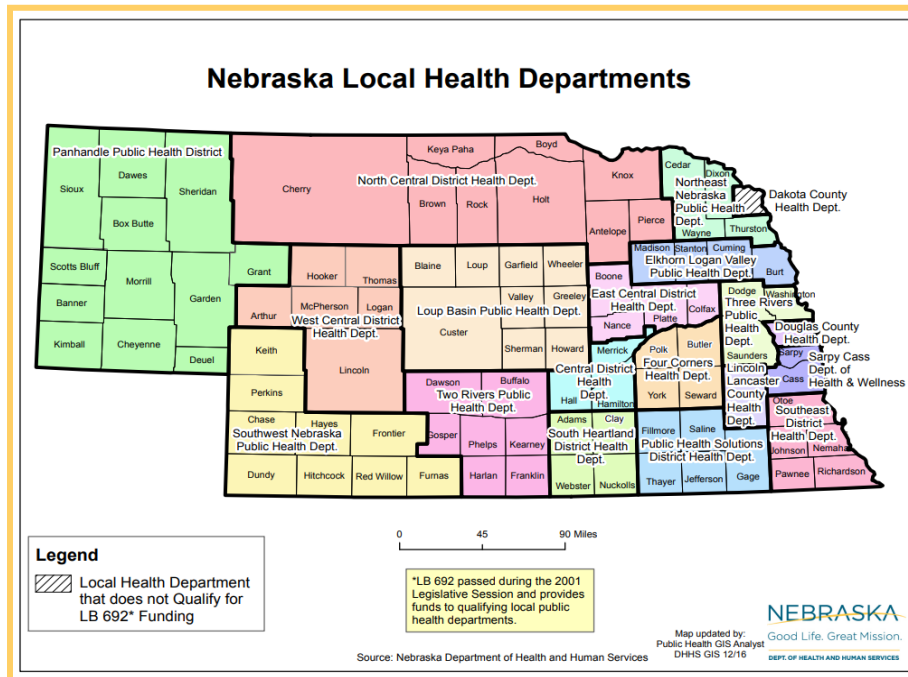 Nebraska Local Health Departments
Panhandle Public Health District
Sioux
Dawes
Sheridan
Box Butte
Scotts Bluff
Morrill
Garden
Banner
Kimball
Cheyenne
Deuel
Grant
Cherry
Keya Paha
Boyd
North Central District Health Dept.
Brown
Rock
Holt
Knox
Antelope
Pierce
Cedar
Dixon
Northeast
Nebraska
Public Health
Dept.
Wayne
Thurston
Dakota County
Health Dept.
Madison
Stanton
Cuming
Elkhorn Logan Valley
Public Health Dept.
Burt
Hooker
Thomas
Arthur
McPherson
Logan
West Central District
Health Dept.
Lincoln
Blaine
Loup
Garfield
Wheeler
Valley
Greeley
Loup Basin Public Health Dept.
Custer
Sherman
Howard
Boone
East Central District
Health Dept.
Nance
Platte
Colfax
Dodge
Washington
Three Rivers
Public
Health
Dept.
Saunders
Douglas County
Health Dept.
Sarpy
Cass
Sarpy Cass
Dept. of
Health & Wellness
Lincoln
Lancaster
County
Health
Dept.
Merrick
Central District
Health
Dept.
Hall
Hamilton
Polk
Butler
Four Corners
Health Dept.
York
Seward
Keith
Perkins
Chase
Hayes
Frontier
Southwest Nebraska
Public Health Dept.
Dundy
Hitchcock
Red Willow
Furnas
Dawson
Buffalo
Two Rivers Public
Health Dept.
Gosper
Phelps
Kearney
Harlan
Franklin
Adams
Clay
South Heartland
District Health
Dept.
Webster
Nuckolls
Fillmore
Saline
Public Health Solutions
District Health Dept.
Thayer
Jefferson
Gage
Otoe
Southeast
District
Health Dept.
Johnson
Nemaha
Pawnee
Richardson
0 45 90 Miles
Legend
Local Health Department
that does not Qualify for
LB 692* Funding
*LB 692 passed during the 2001
Legislative Session and provides
funds to qualifying local public
health departments.
Source: Nebraska Department of Health and Human Services
Map updated by:
Public Health GIS Analyst
DHHS GIS 12/16
NEBRASKA
Good Life. Great Mission.
DEPT. OF HEALTH AND HUMAN SERVICES